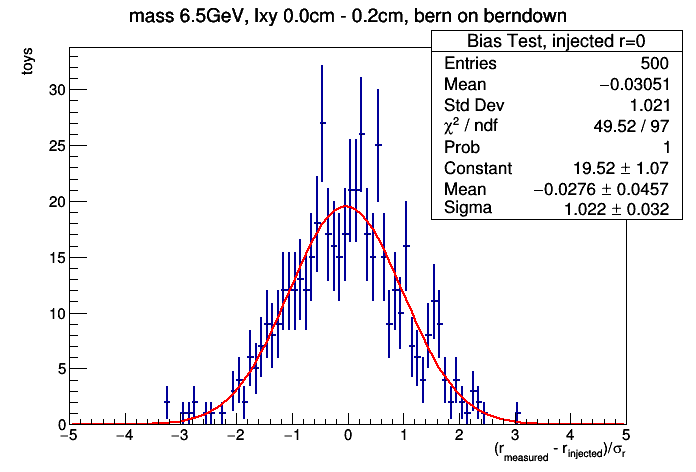 mass 6.5GeV, lxy 0.0cm - 0.2cm, bern on berndown
Bias Test, injected r=0
Entries 500
Mean −0.03051
Std Dev 1.021
χ² / ndf 49.52 / 97
Prob 1
Constant 19.52 ± 1.07
Mean −0.0276 ± 0.0457
Sigma 1.022 ± 0.032
toys
30
25
20
15
10
5
0
−5 −4 −3 −2 −1 0 1 2 3 4 5
(r_measured - r_injected)/σ_r